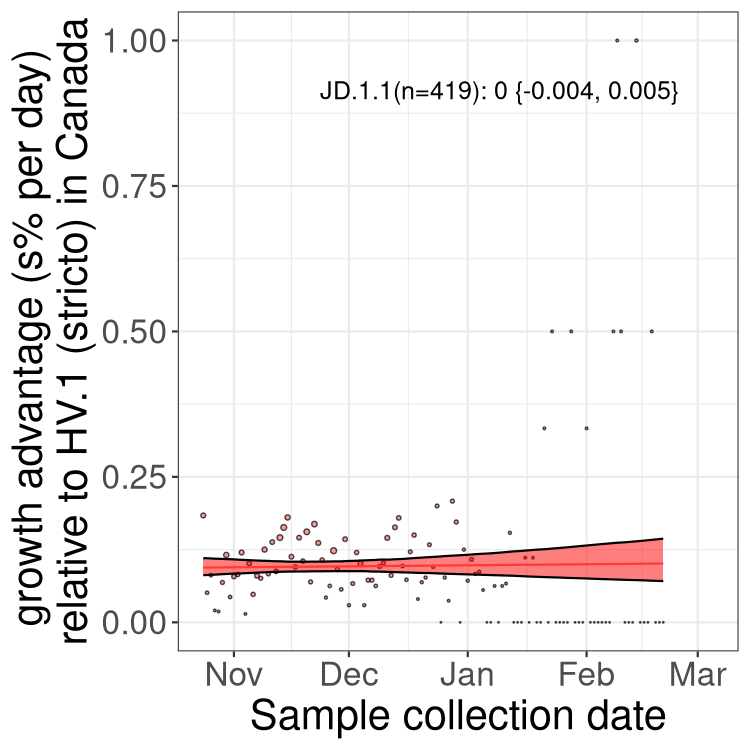 growth advantage (s% per day)
relative to HV.1 (stricto) in Canada
1.00
0.75
0.50
0.25
0.00
JD.1.1(n=419): 0 {-0.004, 0.005}
Nov Dec Jan Feb Mar
Sample collection date